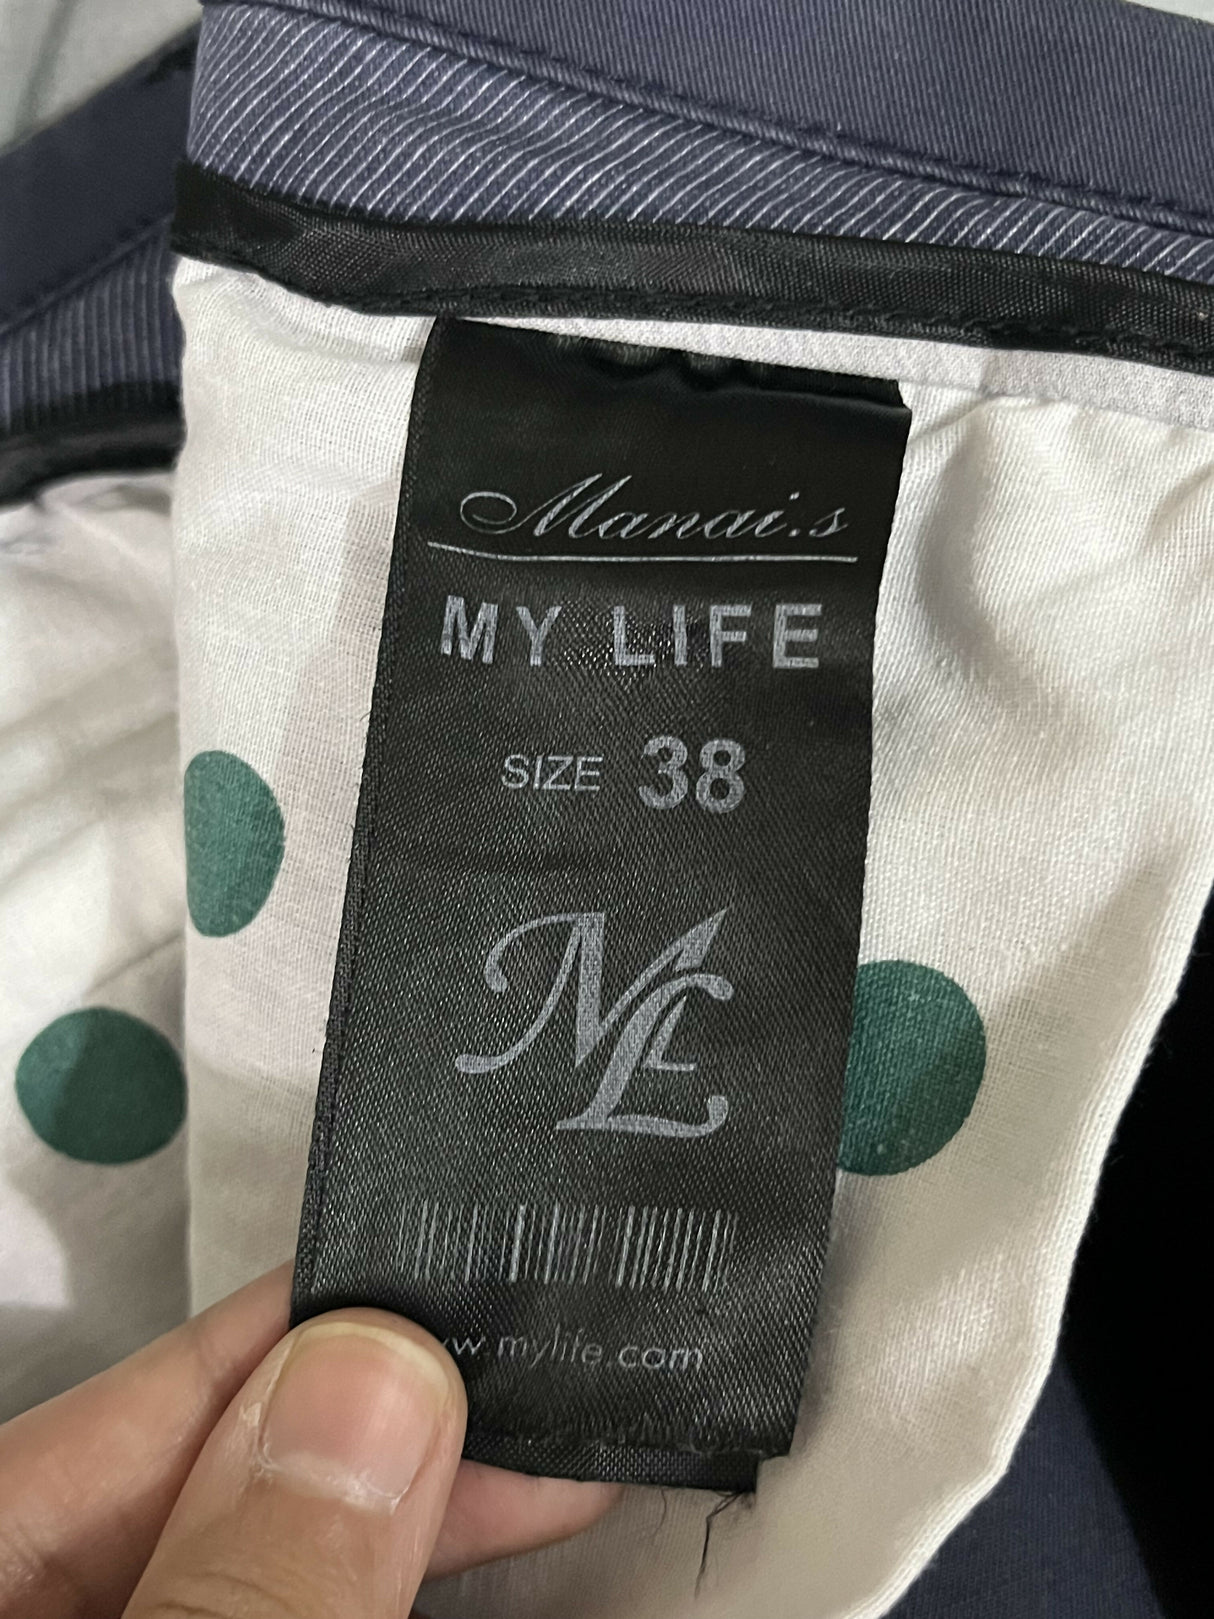 Manai.s
MY LIFE
SIZE 38
ML
w mylife.com